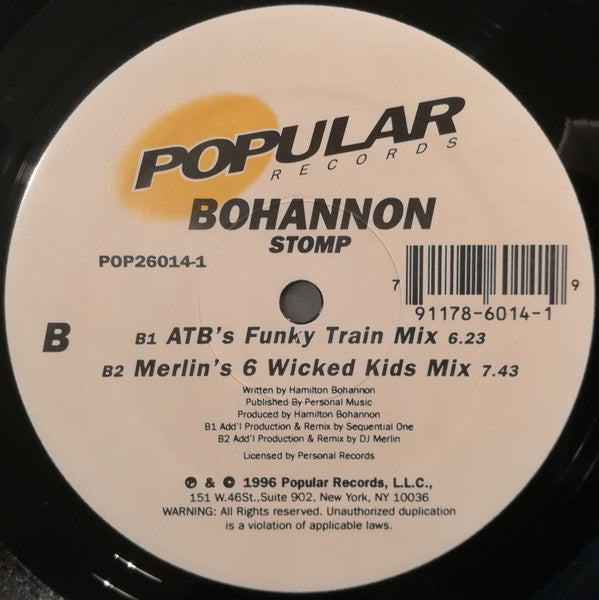 POPULAR
RECORDS
BOHANNON
STOMP
POP26014-1
7 91178-6014-1 9
B
B1 ATB's Funky Train Mix 6.23
B2 Merlin's 6 Wicked Kids Mix 7.43
Written by Hamilton Bohannon
Published By Personal Music
Produced by Hamilton Bohannon
B1 Add'l Production & Remix by Sequential One
B2 Add'l Production & Remix by DJ Merlin
Licensed by Personal Records
℗ & © 1996 Popular Records, L.L.C.,
151 W.46St.,Suite 902, New York, NY 10036
WARNING: All Rights reserved. Unauthorized duplication
is a violation of applicable laws.